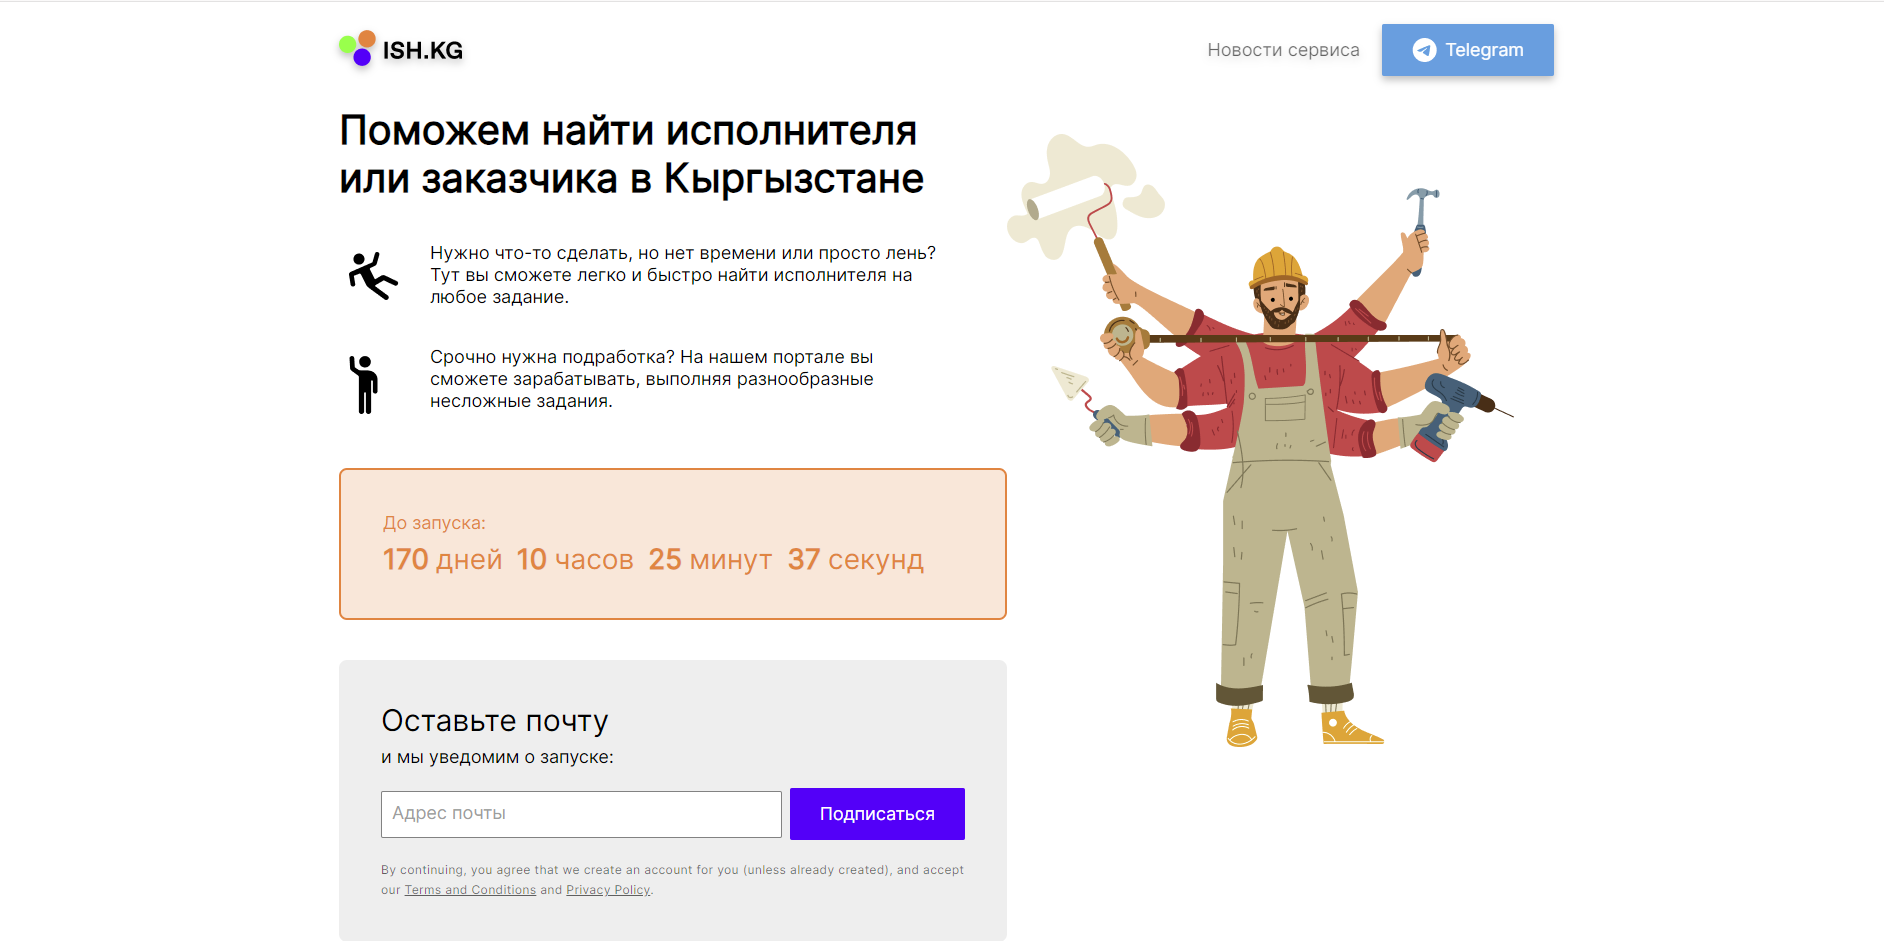 ISH.KG
Новости сервиса
Telegram
Поможем найти исполнителя
или заказчика в Кыргызстане
Нужно что-то сделать, но нет времени или просто лень?
Тут вы сможете легко и быстро найти исполнителя на
любое задание.
Срочно нужна подработка? На нашем портале вы
сможете зарабатывать, выполняя разнообразные
несложные задания.
До запуска:
170 дней 10 часов 25 минут 37 секунд
Оставьте почту
и мы уведомим о запуске:
Адрес почты
Подписаться
By continuing, you agree that we create an account for you (unless already created), and accept
our Terms and Conditions and Privacy Policy.